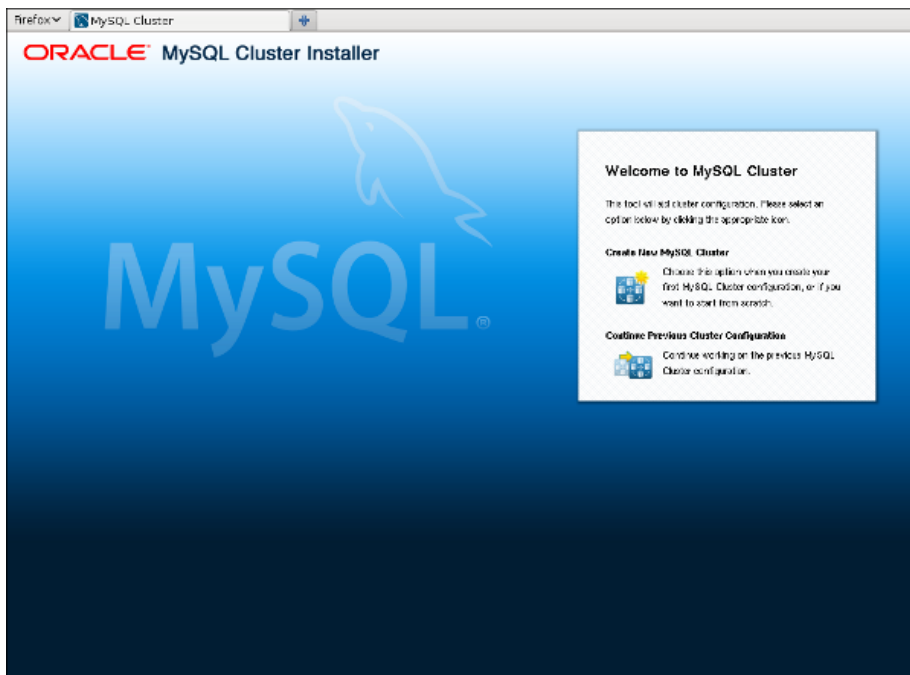 Firefox
MySQL Cluster
ORACLE® MySQL Cluster Installer
MySQL®
Welcome to MySQL Cluster
This tool will aid cluster configuration. Please select an
option below by clicking the appropriate icon.
Create New MySQL Cluster
Choose this option when you create your
first MySQL Cluster configuration, or if you
want to start from scratch.
Continue Previous Cluster Configuration
Continue working on the previous MySQL
Cluster configuration.